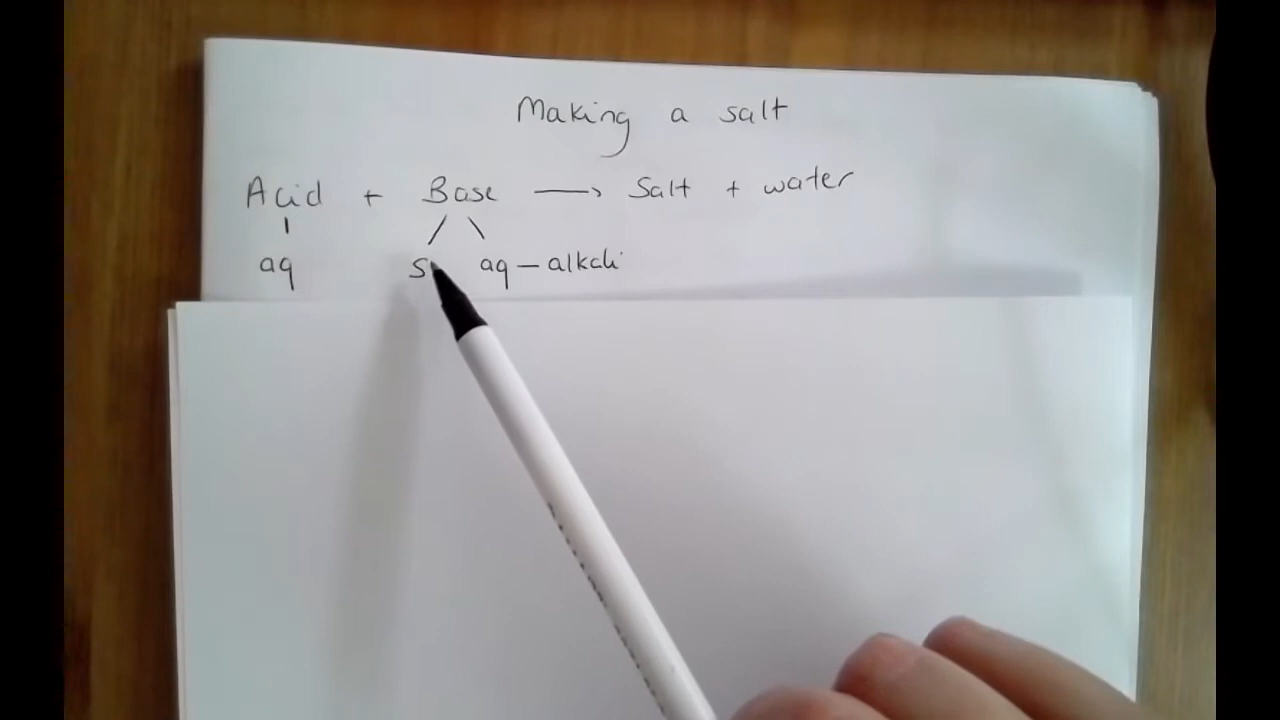 Making a salt
Acid + Base → Salt + water
aq s aq – alkali